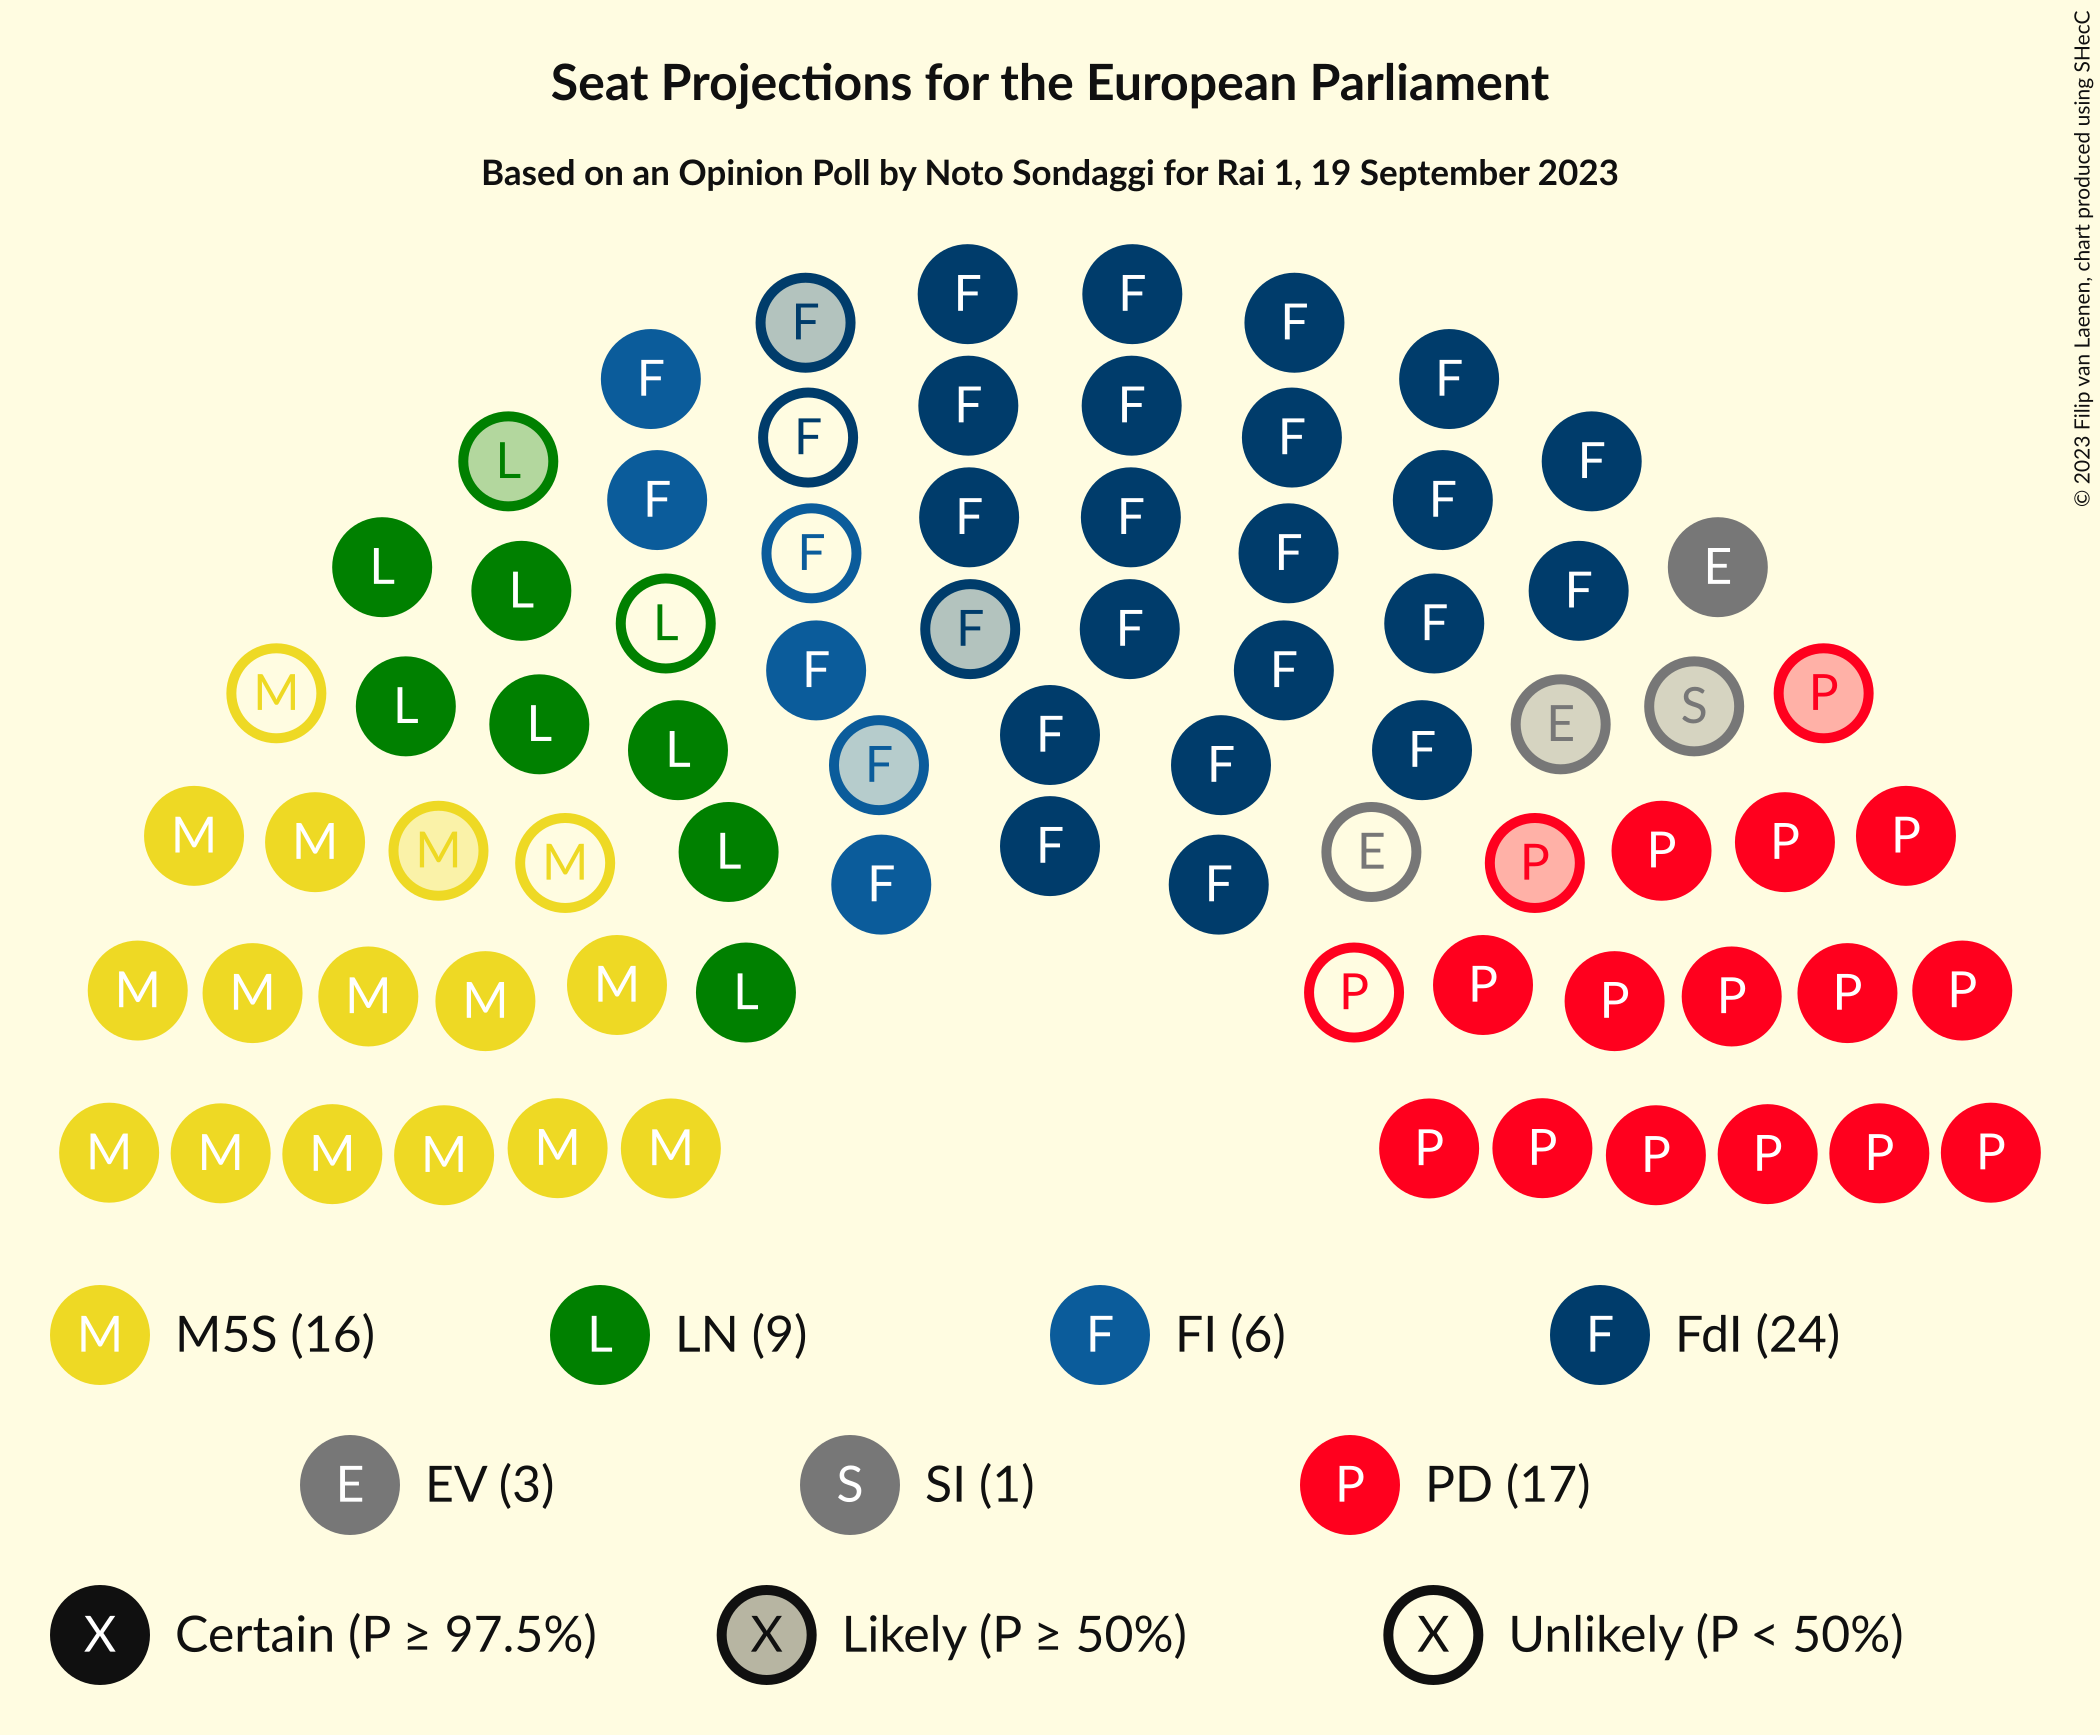 Seat Projections for the European Parliament
Based on an Opinion Poll by Noto Sondaggi for Rai 1, 19 September 2023
© 2023 Filip van Laenen, chart produced using SHecC
F F F F
F F F
L F F F F F F
F F F F
L L L F F F F F E
M L L L F F F F F E S P
F F F F
M M M M L F F F F E P P P P
M M M M M L P P P P P P
M M M M M M P P P P P P
M M5S (16) L LN (9) F FI (6) F FdI (24)
E EV (3) S SI (1) P PD (17)
X Certain (P ≥ 97.5%) X Likely (P ≥ 50%) X Unlikely (P < 50%)